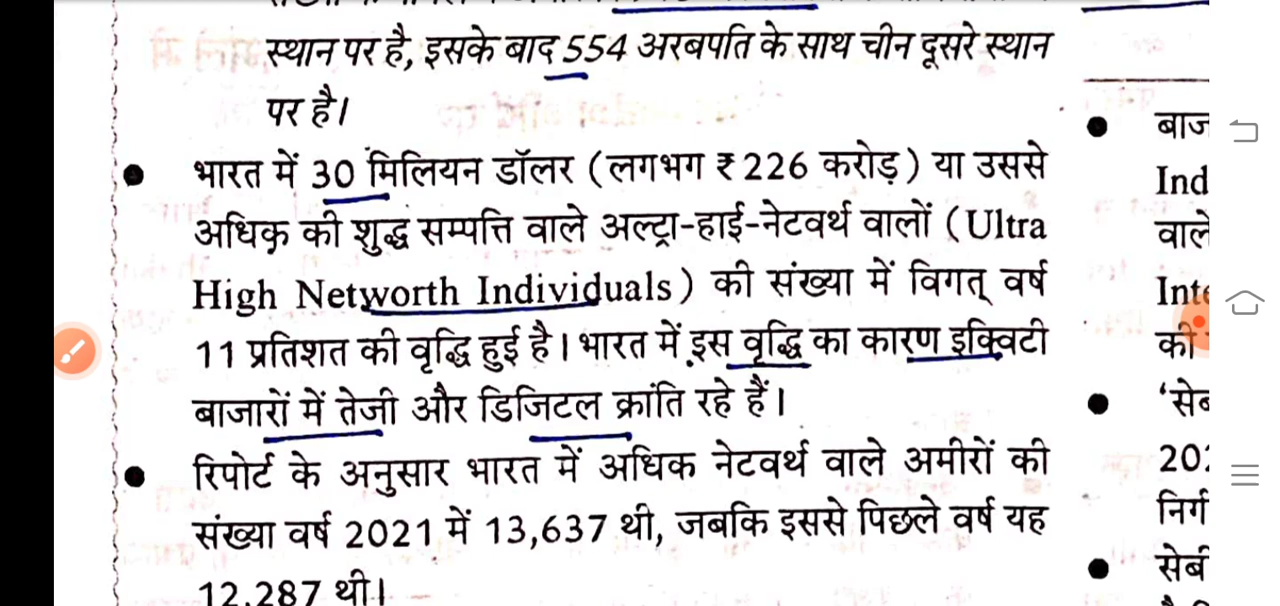 स्थान पर है, इसके बाद 554 अरबपति के साथ चीन दूसरे स्थान
पर है।
भारत में 30 मिलियन डॉलर (लगभग ₹ 226 करोड़) या उससे
अधिक की शुद्ध सम्पत्ति वाले अल्ट्रा-हाई-नेटवर्थ वालों (Ultra
High Networth Individuals) की संख्या में विगत् वर्ष
11 प्रतिशत की वृद्धि हुई है। भारत में इस वृद्धि का कारण इक्विटी
बाजारों में तेजी और डिजिटल क्रांति रहे हैं।
रिपोर्ट के अनुसार भारत में अधिक नेटवर्थ वाले अमीरों की
संख्या वर्ष 2021 में 13,637 थी, जबकि इससे पिछले वर्ष यह
12,287 थी।
वाले
की